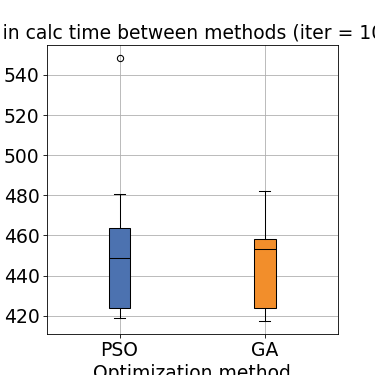 in calc time between methods (iter = 10
540
520
500
480
460
440
420
PSO GA
Optimization method